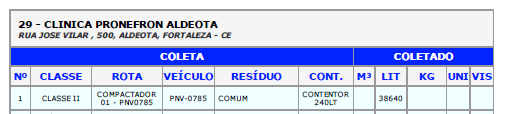 29 - CLINICA PRONEFRON ALDEOTA
RUA JOSE VILAR , 500, ALDEOTA, FORTALEZA - CE
COLETA COLETADO
Nº CLASSE ROTA VEÍCULO RESÍDUO CONT. M³ LIT KG UNI VIS
1 CLASSE II COMPACTADOR 01 - PNV0785 PNV-0785 COMUM CONTENTOR 240LT 38640